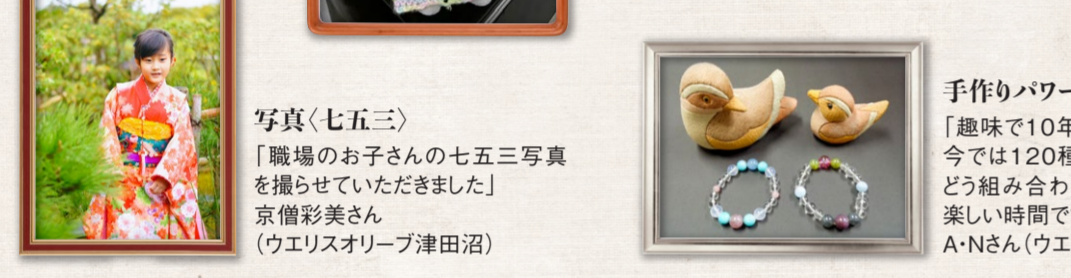 写真〈七五三〉
「職場のお子さんの七五三写真
を撮らせていただきました」
京僧彩美さん
（ウエリスオリーブ津田沼）
手作りパワー
「趣味で10年
今では120種
どう組み合わ
楽しい時間で
A・Nさん（ウエ